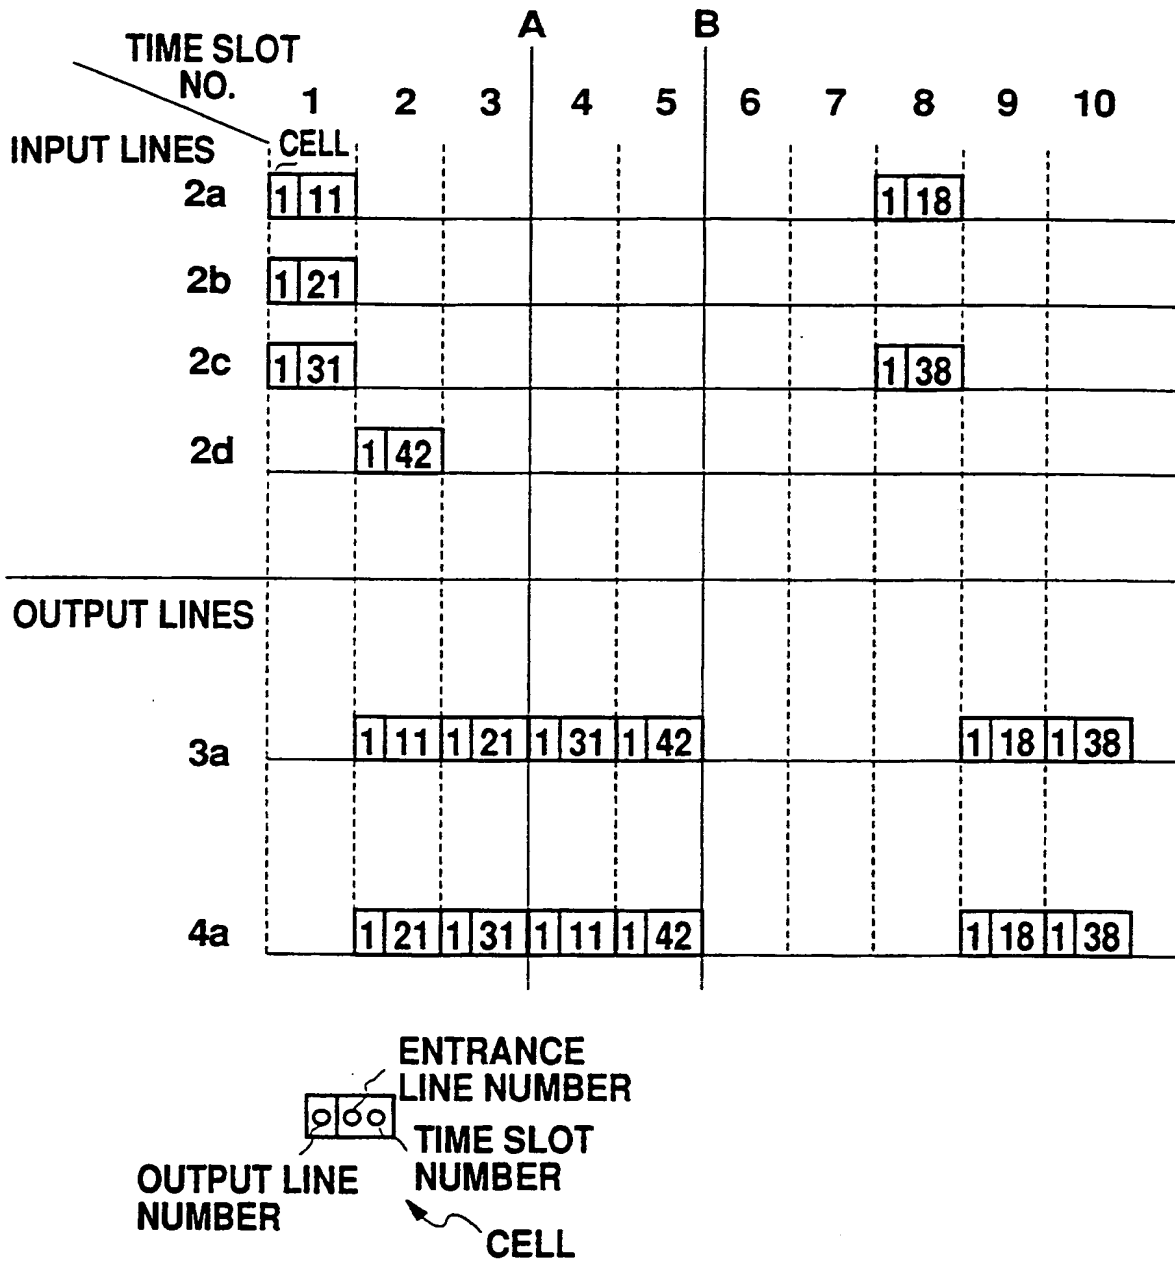 A B
TIME SLOT
NO.
1 2 3 4 5 6 7 8 9 10
INPUT LINES
CELL
2a 1 11 1 18
2b 1 21
2c 1 31 1 38
2d 1 42
OUTPUT LINES
3a 1 11 1 21 1 31 1 42 1 18 1 38
4a 1 21 1 31 1 11 1 42 1 18 1 38
ENTRANCE
LINE NUMBER
TIME SLOT
NUMBER
OUTPUT LINE
NUMBER
CELL